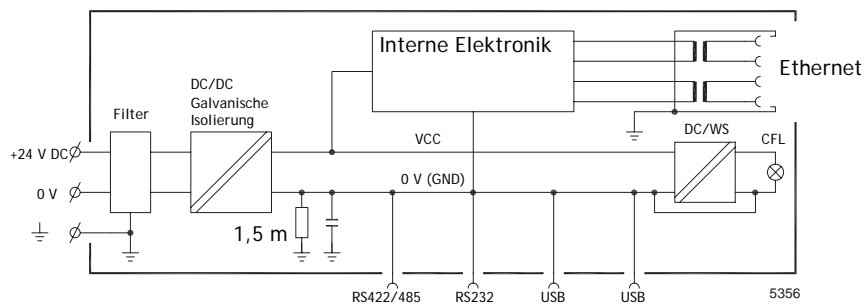 Interne Elektronik
Ethernet
DC/DC
Galvanische
Isolierung
Filter
DC/WS
CFL
VCC
+24 V DC
0 V
0 V (GND)
1,5 m
RS422/485
RS232
USB
USB
5356